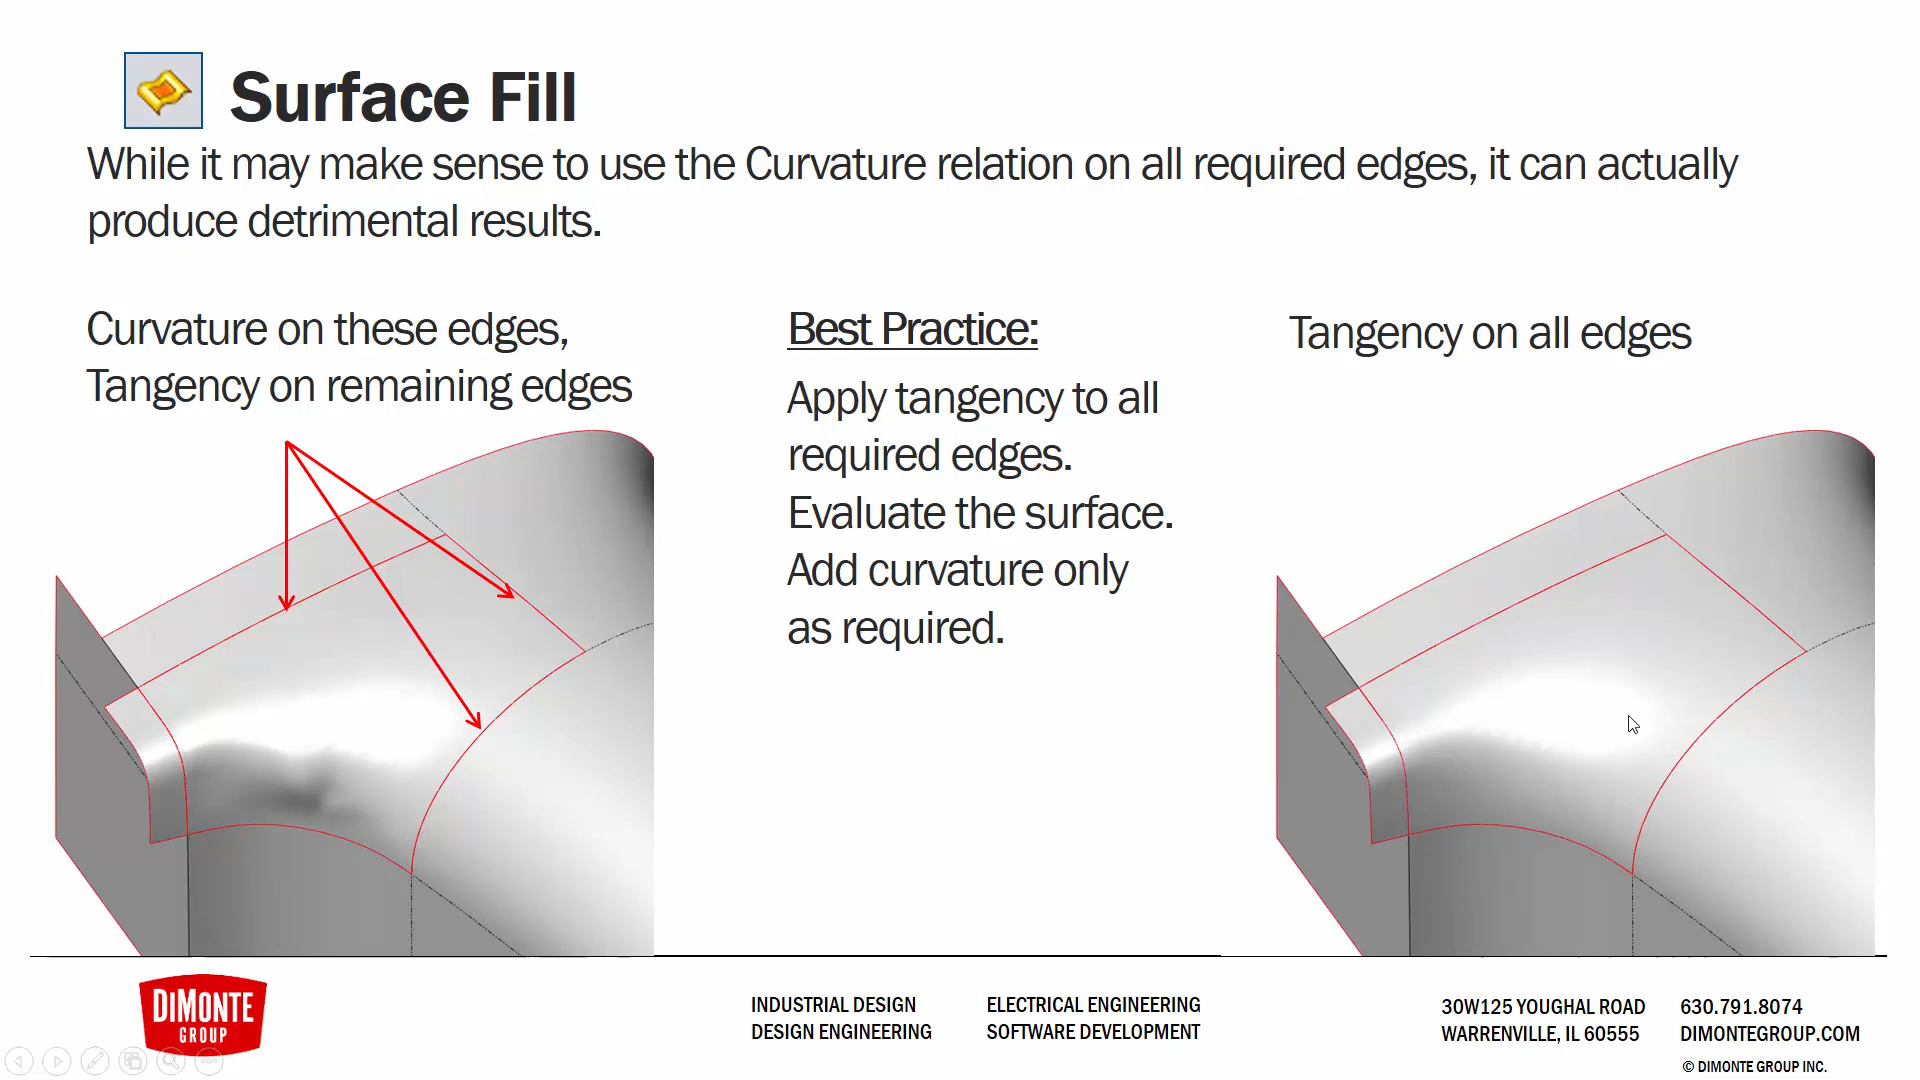 Surface Fill
While it may make sense to use the Curvature relation on all required edges, it can actually
produce detrimental results.
Curvature on these edges,
Tangency on remaining edges
Best Practice:
Apply tangency to all
required edges.
Evaluate the surface.
Add curvature only
as required.
Tangency on all edges
DIMONTE
GROUP
INDUSTRIAL DESIGN
DESIGN ENGINEERING
ELECTRICAL ENGINEERING
SOFTWARE DEVELOPMENT
30W125 YOUGHAL ROAD
WARRENVILLE, IL 60555
630.791.8074
DIMONTEGROUP.COM
© DIMONTE GROUP INC.